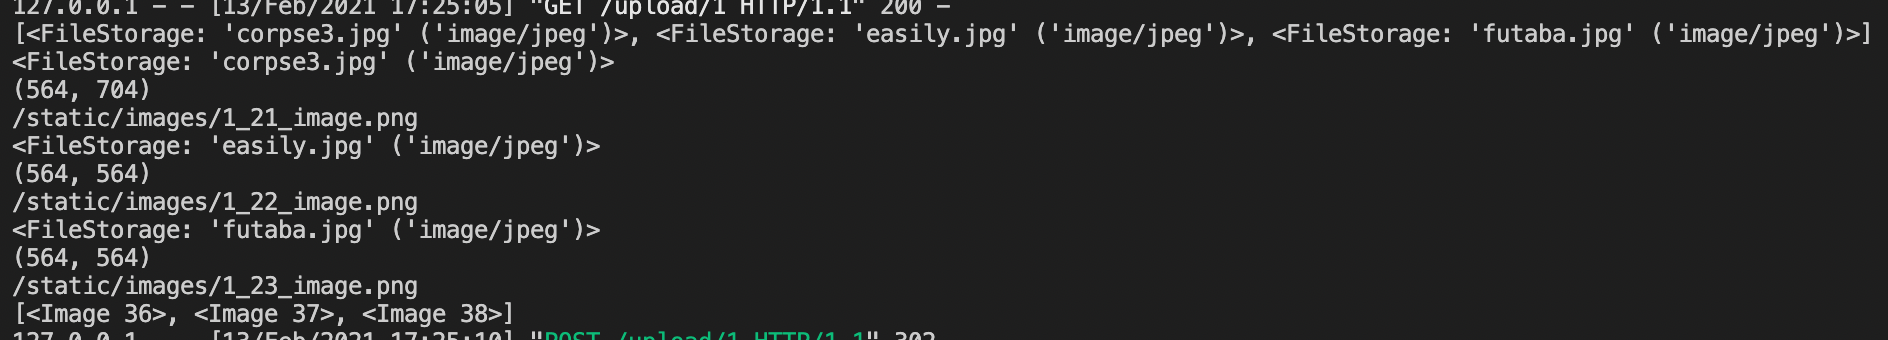 127.0.0.1 - - [13/Feb/2021 17:25:05] "GET /upload/1 HTTP/1.1" 200 -
[<FileStorage: 'corpse3.jpg' ('image/jpeg')>, <FileStorage: 'easily.jpg' ('image/jpeg')>, <FileStorage: 'futaba.jpg' ('image/jpeg')>]
<FileStorage: 'corpse3.jpg' ('image/jpeg')>
(564, 704)
/static/images/1_21_image.png
<FileStorage: 'easily.jpg' ('image/jpeg')>
(564, 564)
/static/images/1_22_image.png
<FileStorage: 'futaba.jpg' ('image/jpeg')>
(564, 564)
/static/images/1_23_image.png
[<Image 36>, <Image 37>, <Image 38>]
127.0.0.1 - - [13/Feb/2021 17:25:10] "POST /upload/1 HTTP/1.1" 302 -